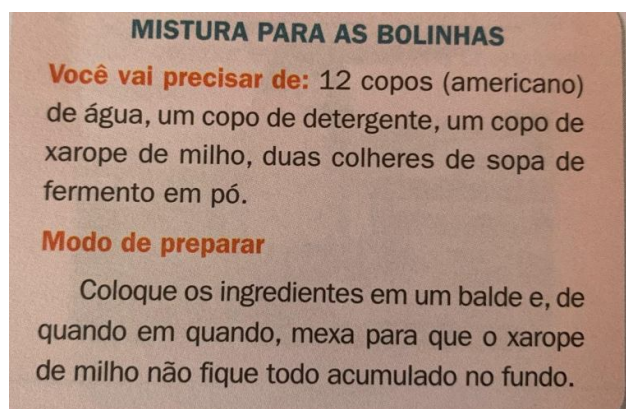 MISTURA PARA AS BOLINHAS
Você vai precisar de: 12 copos (americano)
de água, um copo de detergente, um copo de
xarope de milho, duas colheres de sopa de
fermento em pó.
Modo de preparar
Coloque os ingredientes em um balde e, de
quando em quando, mexa para que o xarope
de milho não fique todo acumulado no fundo.